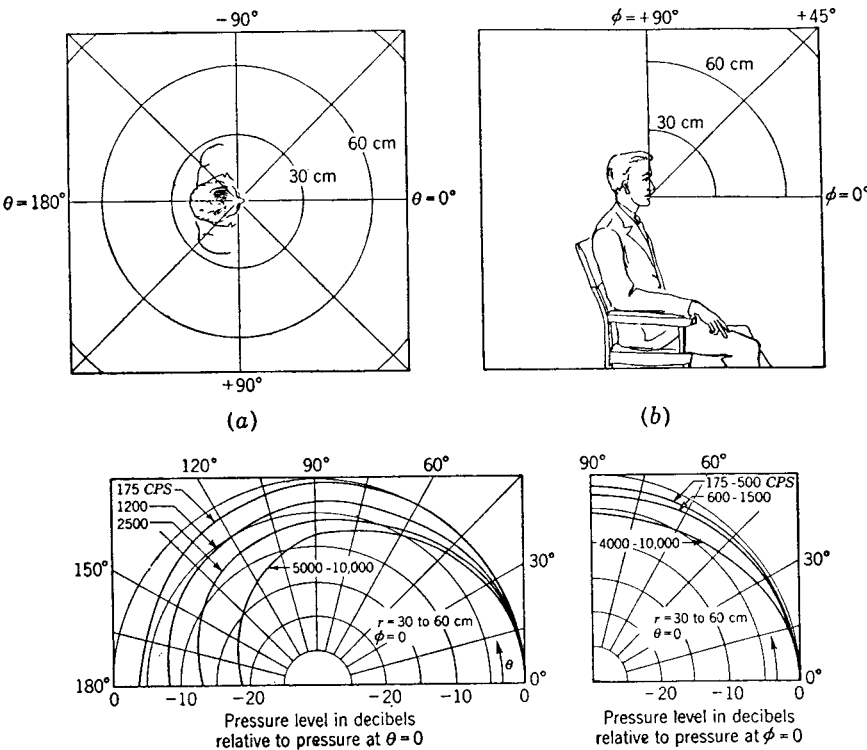 −90°
θ = 180°
60 cm
30 cm
θ = 0°
+90°
(a)
ϕ = +90°
+45°
60 cm
30 cm
ϕ = 0°
(b)
120°
90°
60°
175 CPS
1200
2500
5000 - 10,000
150°
30°
r = 30 to 60 cm
ϕ = 0
θ
180°
0°
0
−10
−20
−20
−10
0
Pressure level in decibels
relative to pressure at θ = 0
90°
60°
175 - 500 CPS
600 - 1500
4000 - 10,000
30°
r = 30 to 60 cm
θ = 0
ϕ
0°
−20
−10
0
Pressure level in decibels
relative to pressure at ϕ = 0